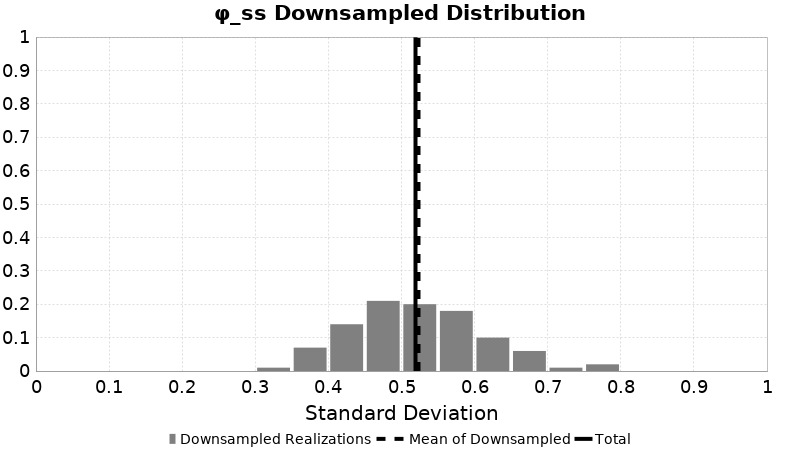 φ_ss Downsampled Distribution
1
0.9
0.8
0.7
0.6
0.5
0.4
0.3
0.2
0.1
0
0 0.1 0.2 0.3 0.4 0.5 0.6 0.7 0.8 0.9 1
Standard Deviation
Downsampled Realizations Mean of Downsampled Total